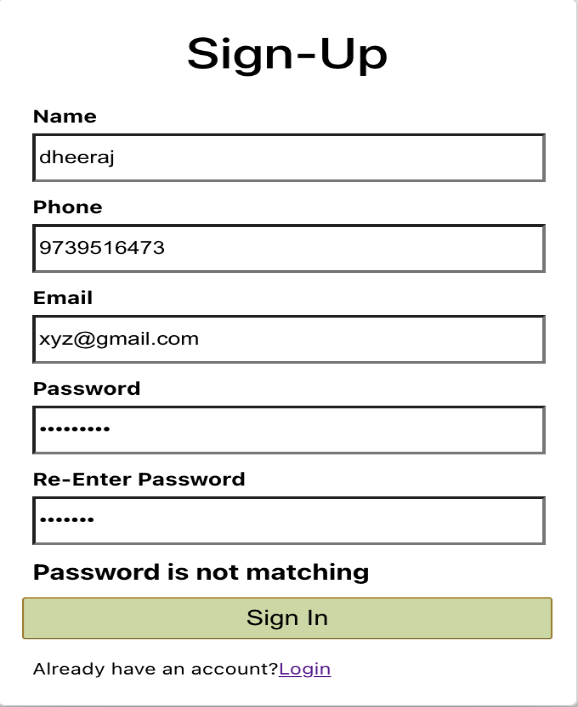 Sign-Up
Name
dheeraj
Phone
9739516473
Email
xyz@gmail.com
Password
•••••••••
Re-Enter Password
•••••••
Password is not matching
Sign In
Already have an account?Login